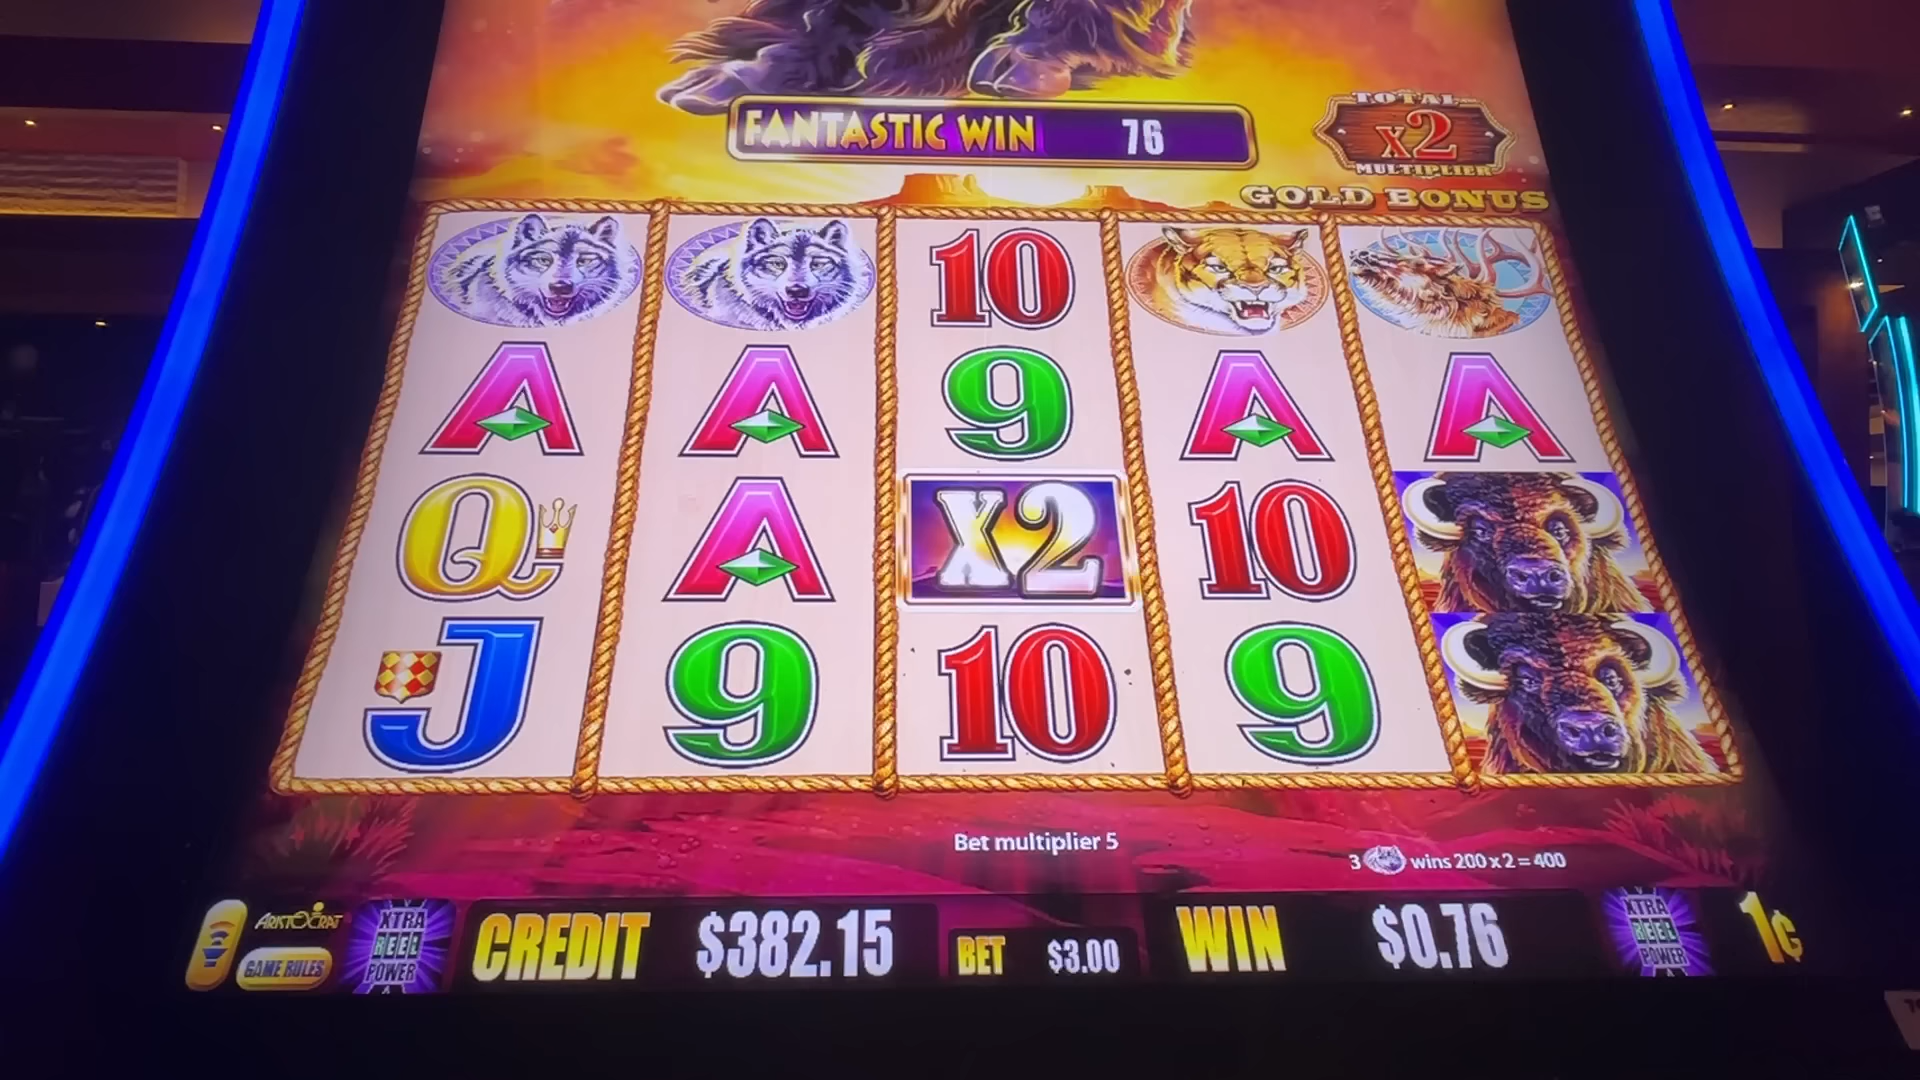 FANTASTIC WIN 76
TOTAL
x2
MULTIPLIER
GOLD BONUS
10
A A 9 A A
Q A X2 10
J 9 10 9
Bet multiplier 5
3 wins 200 x 2 = 400
ARISTOCRAT
GAME RULES
XTRA
REEL
POWER
CREDIT $382.15
BET $3.00
WIN $0.76
XTRA
REEL
POWER
1¢